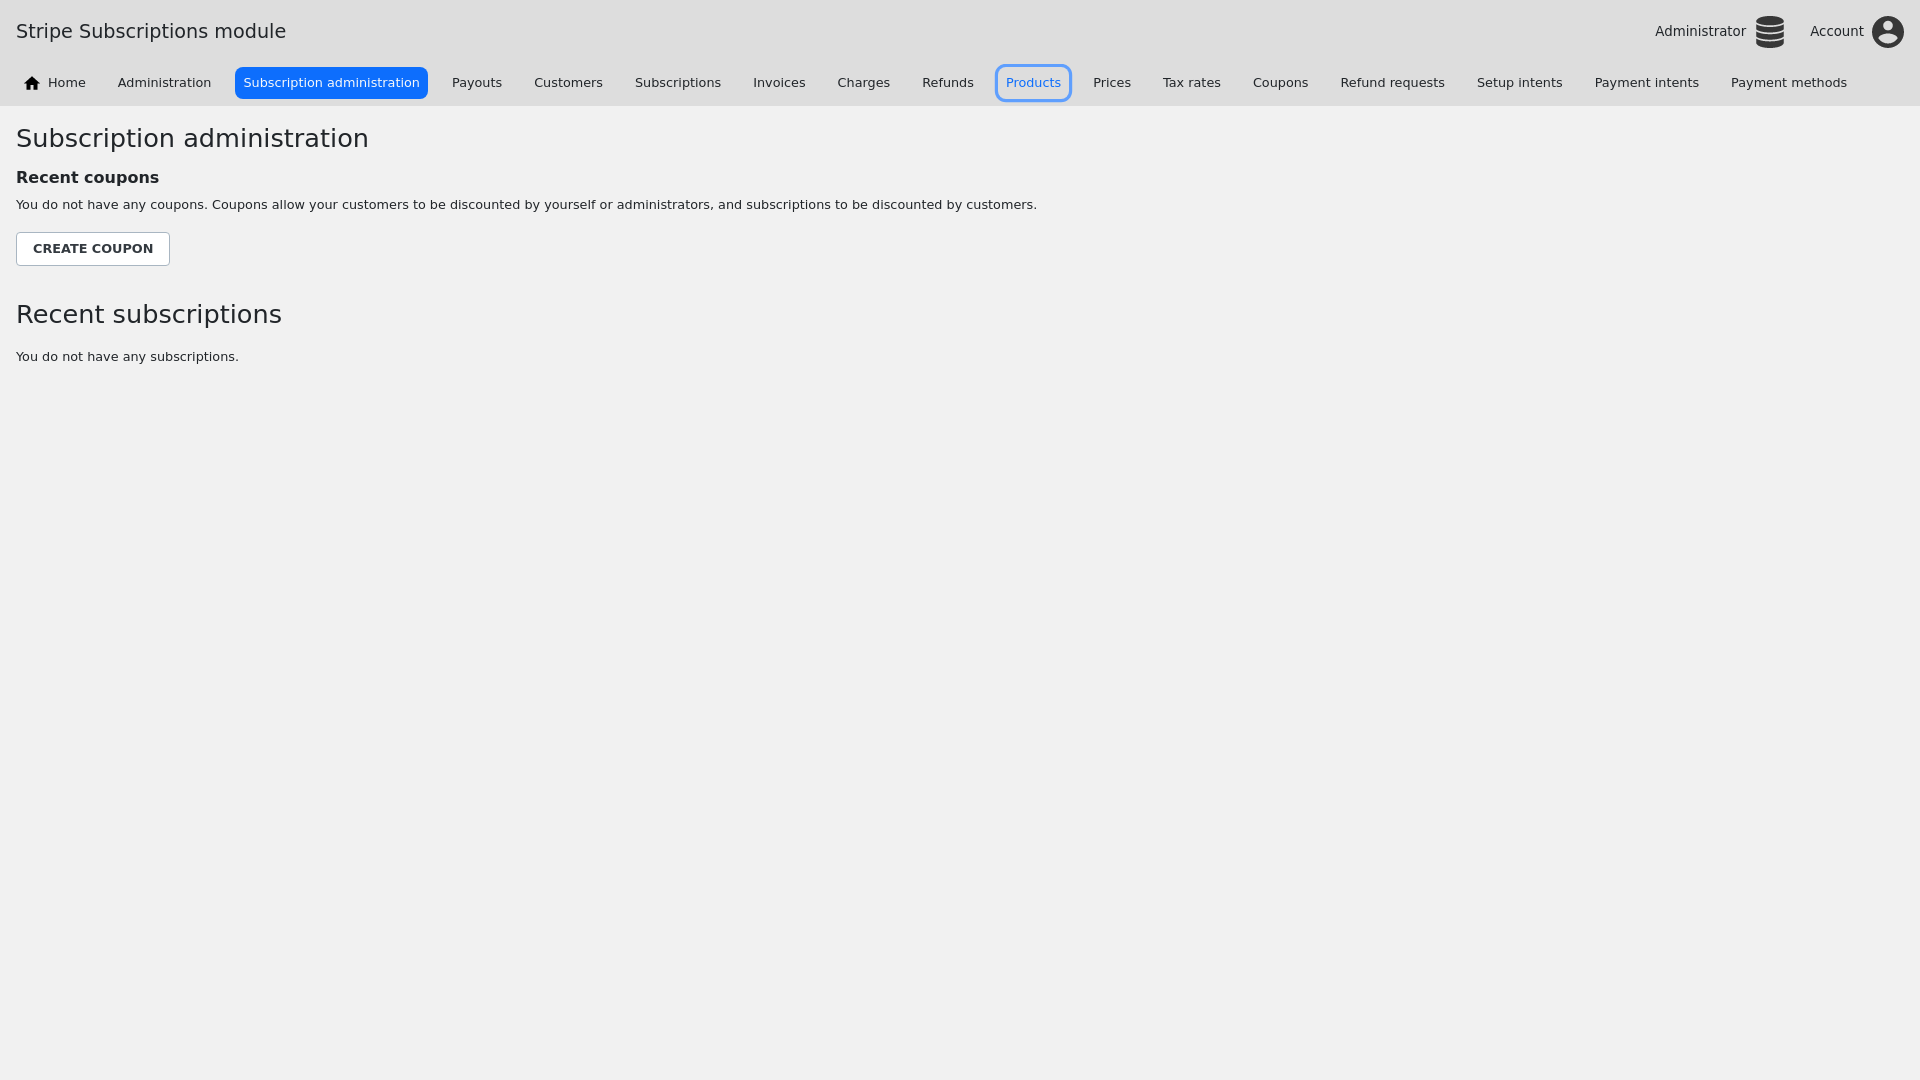 Stripe Subscriptions module
Administrator
Account
Home
Administration
Subscription administration
Payouts
Customers
Subscriptions
Invoices
Charges
Refunds
Products
Prices
Tax rates
Coupons
Refund requests
Setup intents
Payment intents
Payment methods
Subscription administration
Recent coupons
You do not have any coupons. Coupons allow your customers to be discounted by yourself or administrators, and subscriptions to be discounted by customers.
CREATE COUPON
Recent subscriptions
You do not have any subscriptions.